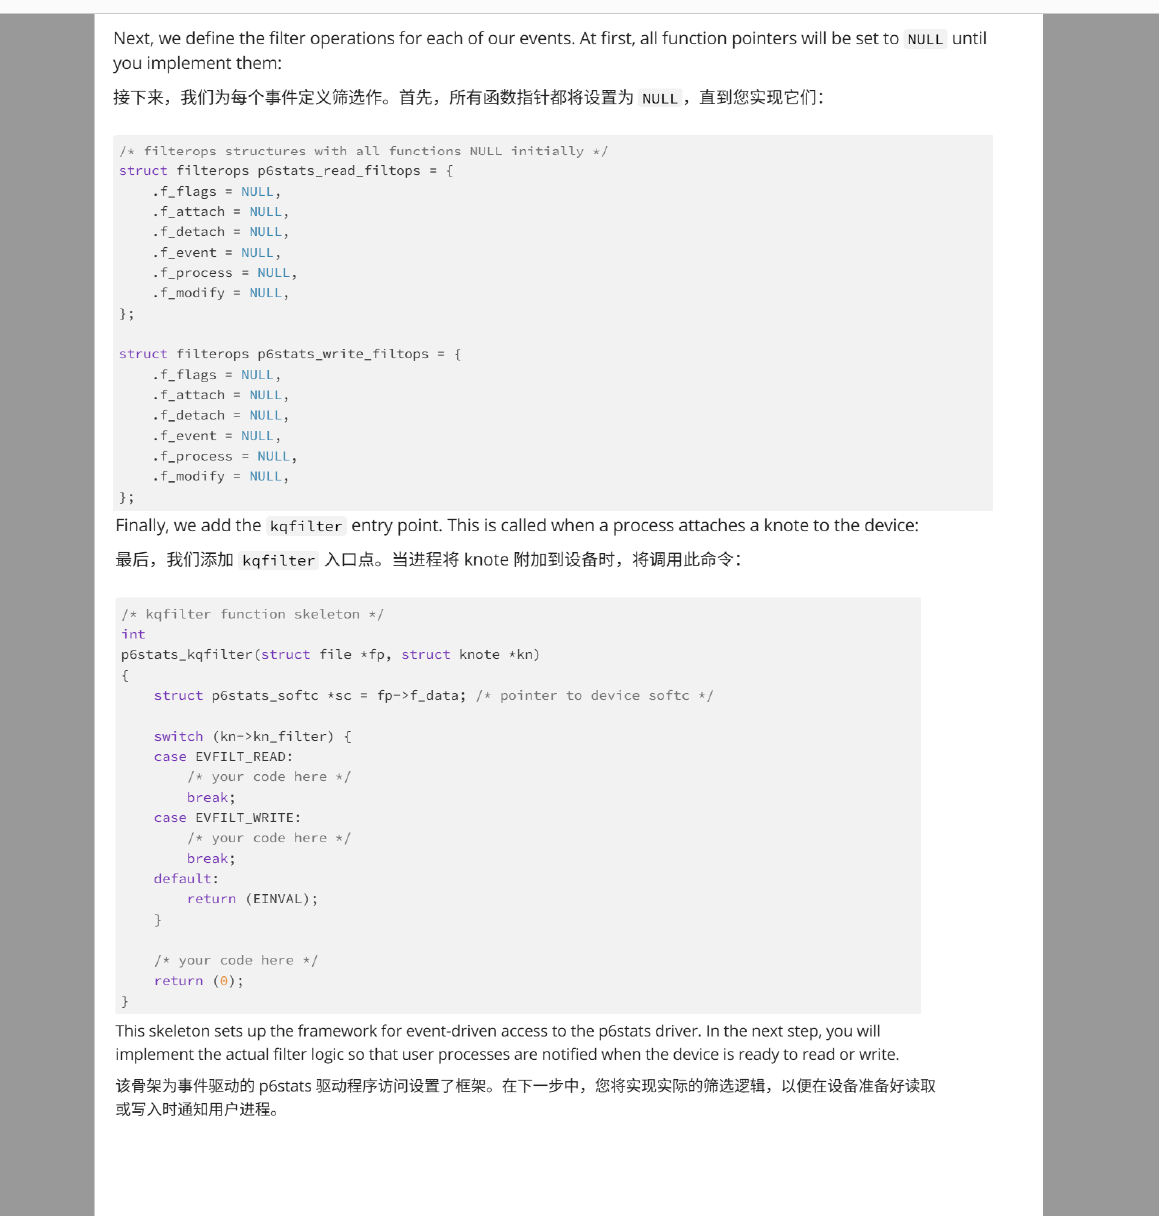 Next, we define the filter operations for each of our events. At first, all function pointers will be set to NULL until
you implement them:
接下来，我们为每个事件定义筛选作。首先，所有函数指针都将设置为 NULL ，直到您实现它们：
/* filterops structures with all functions NULL initially */
struct filterops p6stats_read_filtops = {
    .f_flags = NULL,
    .f_attach = NULL,
    .f_detach = NULL,
    .f_event = NULL,
    .f_process = NULL,
    .f_modify = NULL,
};
struct filterops p6stats_write_filtops = {
    .f_flags = NULL,
    .f_attach = NULL,
    .f_detach = NULL,
    .f_event = NULL,
    .f_process = NULL,
    .f_modify = NULL,
};
Finally, we add the kqfilter entry point. This is called when a process attaches a knote to the device:
最后，我们添加 kqfilter 入口点。当进程将 knote 附加到设备时，将调用此命令：
/* kqfilter function skeleton */
int
p6stats_kqfilter(struct file *fp, struct knote *kn)
{
    struct p6stats_softc *sc = fp->f_data; /* pointer to device softc */
    switch (kn->kn_filter) {
    case EVFILT_READ:
        /* your code here */
        break;
    case EVFILT_WRITE:
        /* your code here */
        break;
    default:
        return (EINVAL);
    }
    /* your code here */
    return (0);
}
This skeleton sets up the framework for event-driven access to the p6stats driver. In the next step, you will
implement the actual filter logic so that user processes are notified when the device is ready to read or write.
该骨架为事件驱动的 p6stats 驱动程序访问设置了框架。在下一步中，您将实现实际的筛选逻辑，以便在设备准备好读取
或写入时通知用户进程。